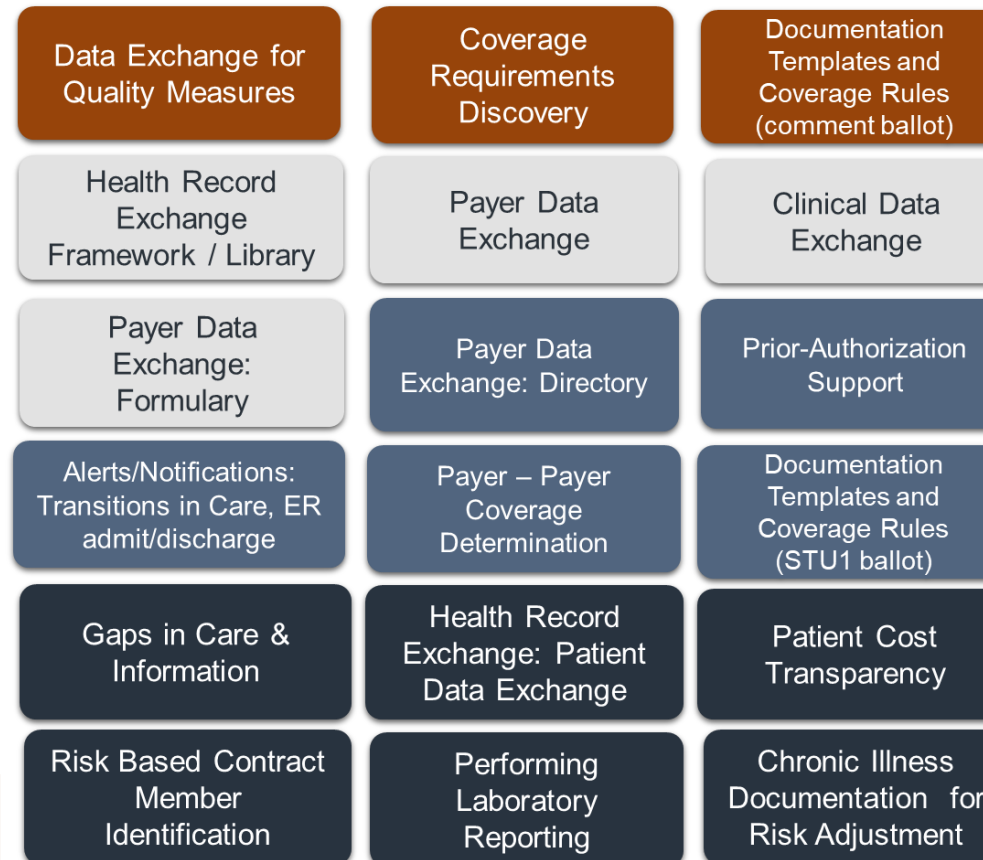 Data Exchange for
Quality Measures
Coverage
Requirements
Discovery
Documentation
Templates and
Coverage Rules
(comment ballot)
Health Record
Exchange
Framework / Library
Payer Data
Exchange
Clinical Data
Exchange
Payer Data
Exchange:
Formulary
Payer Data
Exchange: Directory
Prior-Authorization
Support
Alerts/Notifications:
Transitions in Care, ER
admit/discharge
Payer – Payer
Coverage
Determination
Documentation
Templates and
Coverage Rules
(STU1 ballot)
Gaps in Care &
Information
Health Record
Exchange: Patient
Data Exchange
Patient Cost
Transparency
Risk Based Contract
Member
Identification
Performing
Laboratory
Reporting
Chronic Illness
Documentation for
Risk Adjustment